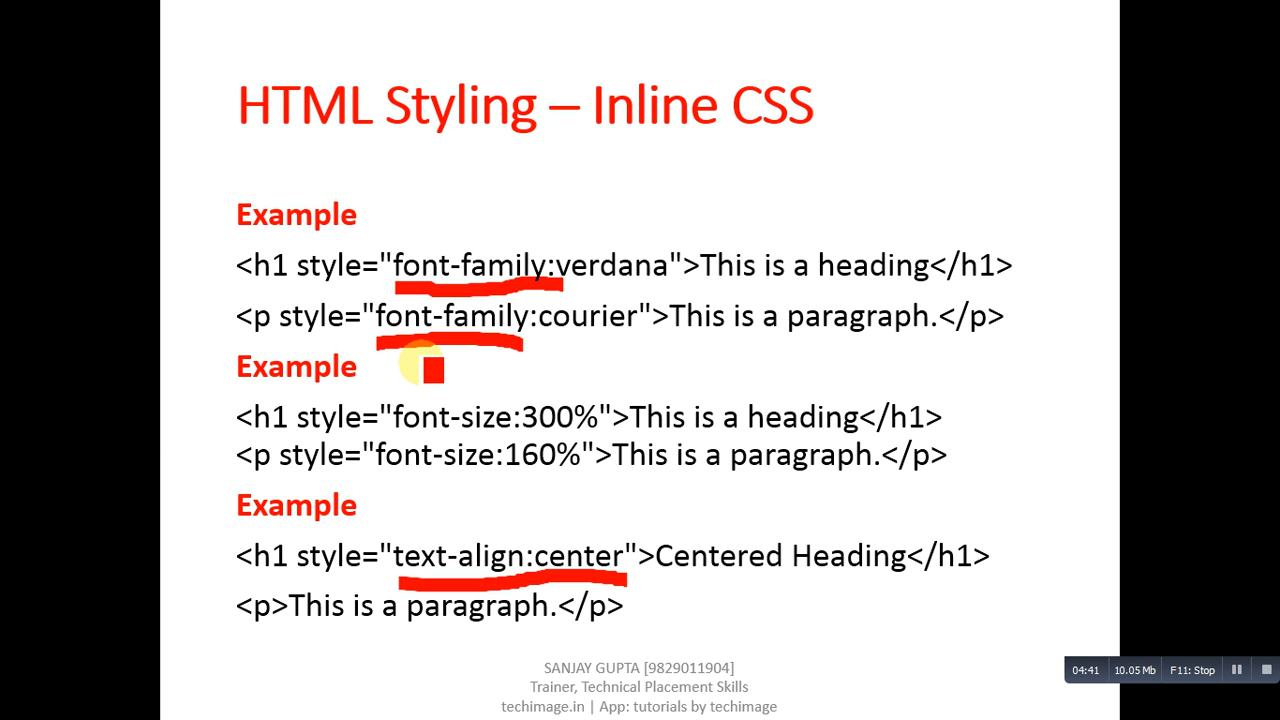 HTML Styling – Inline CSS
Example
<h1 style="font-family:verdana">This is a heading</h1>
<p style="font-family:courier">This is a paragraph.</p>
Example
<h1 style="font-size:300%">This is a heading</h1>
<p style="font-size:160%">This is a paragraph.</p>
Example
<h1 style="text-align:center">Centered Heading</h1>
<p>This is a paragraph.</p>
SANJAY GUPTA [9829011904]
Trainer, Technical Placement Skills
techimage.in | App: tutorials by techimage
04:41 10.05 Mb F11: Stop